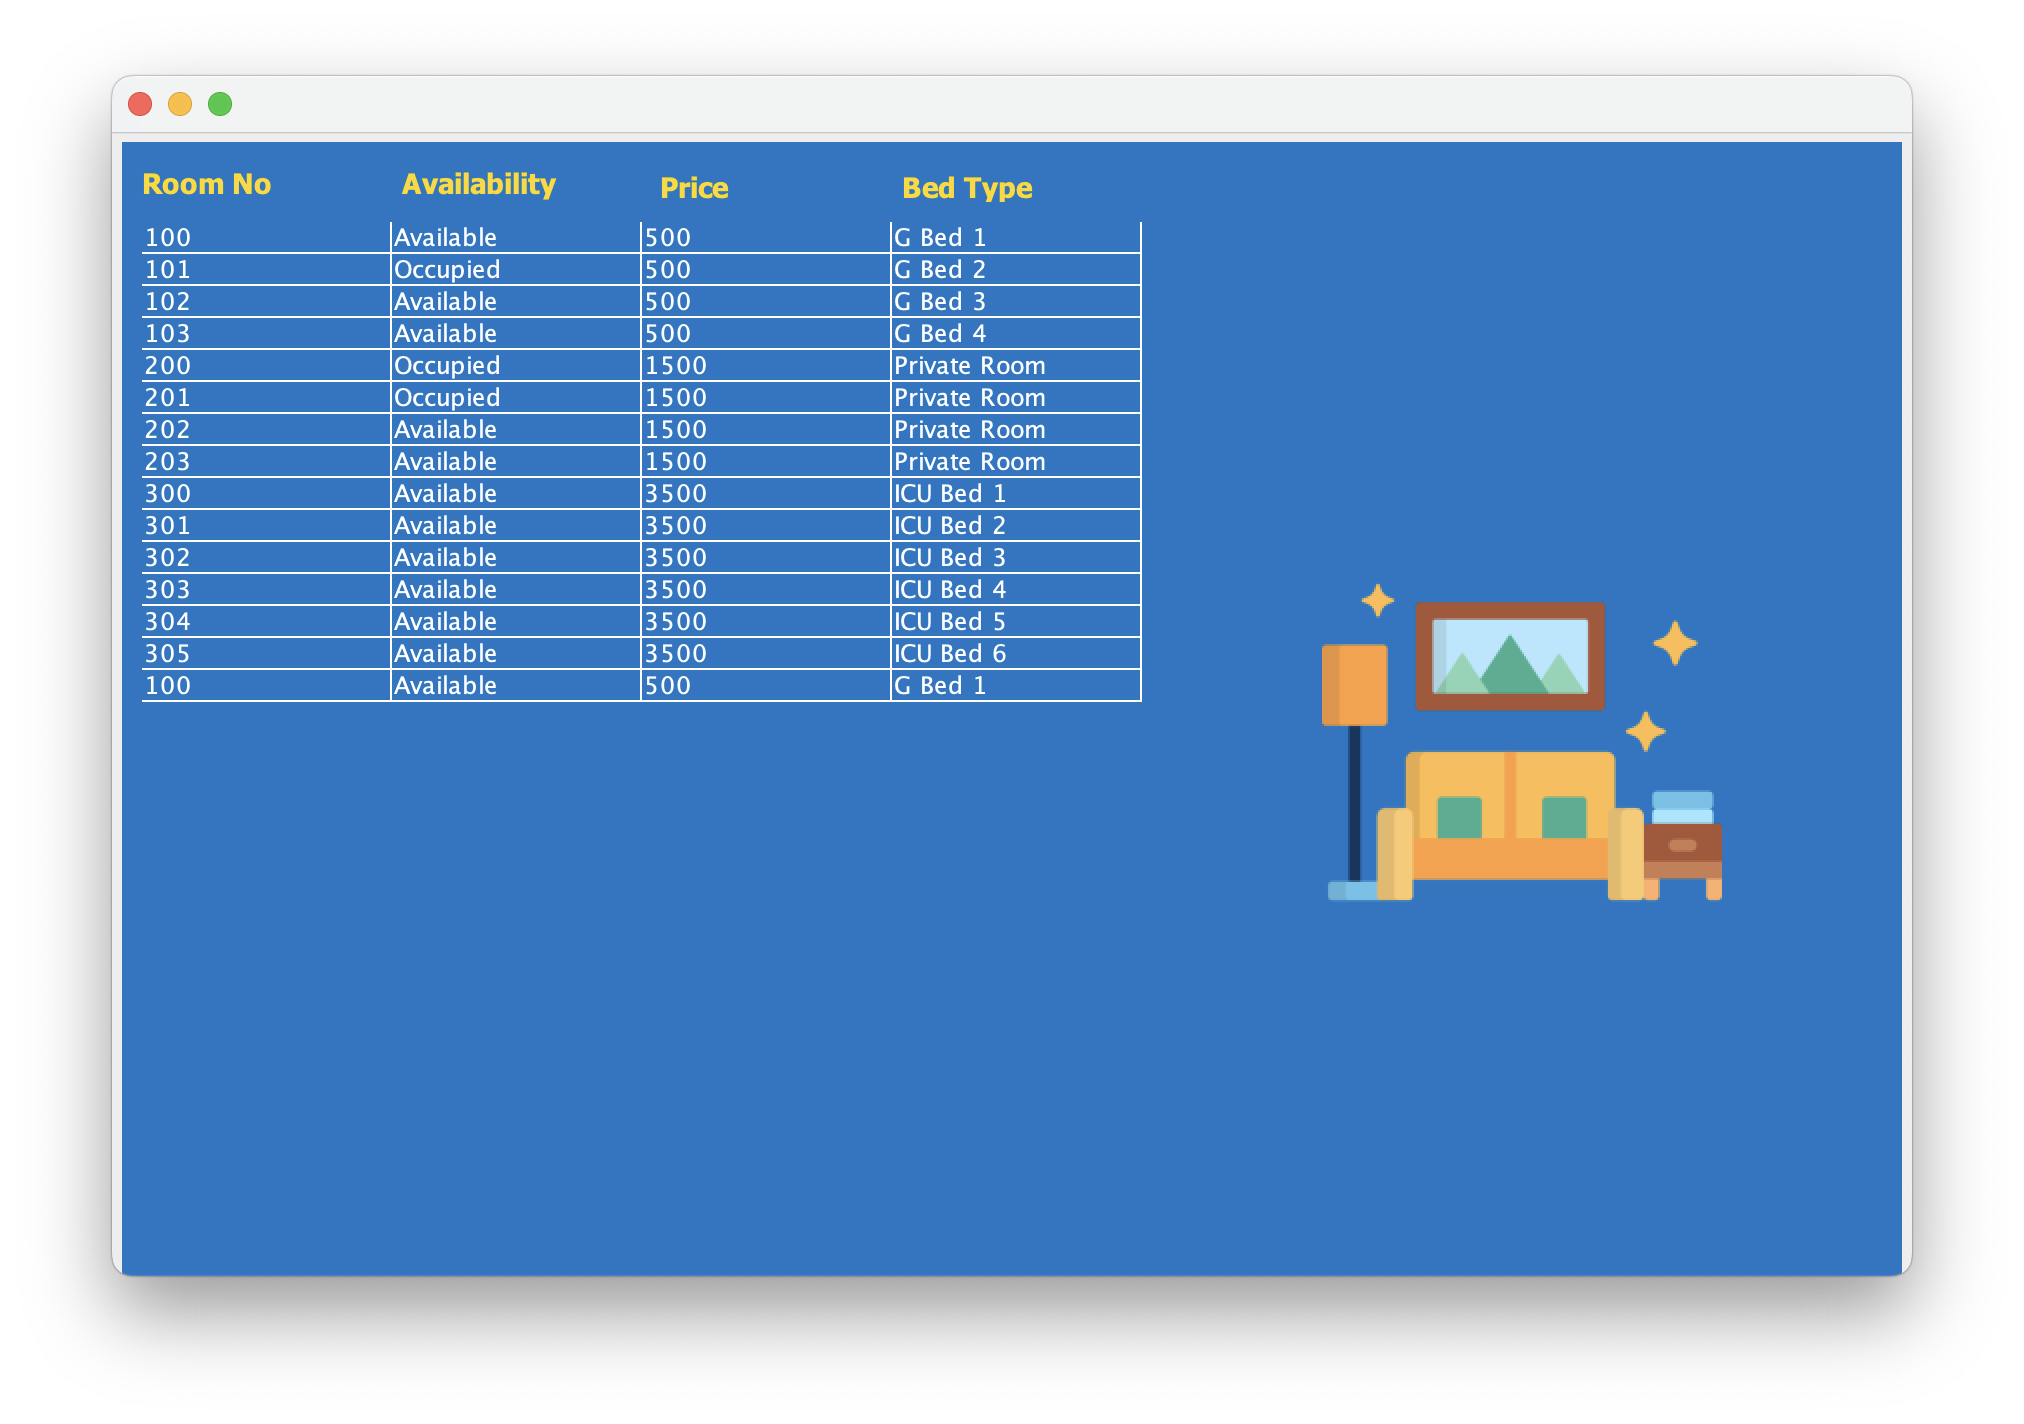 Room No Availability Price Bed Type
100 Available 500 G Bed 1
101 Occupied 500 G Bed 2
102 Available 500 G Bed 3
103 Available 500 G Bed 4
200 Occupied 1500 Private Room
201 Occupied 1500 Private Room
202 Available 1500 Private Room
203 Available 1500 Private Room
300 Available 3500 ICU Bed 1
301 Available 3500 ICU Bed 2
302 Available 3500 ICU Bed 3
303 Available 3500 ICU Bed 4
304 Available 3500 ICU Bed 5
305 Available 3500 ICU Bed 6
100 Available 500 G Bed 1